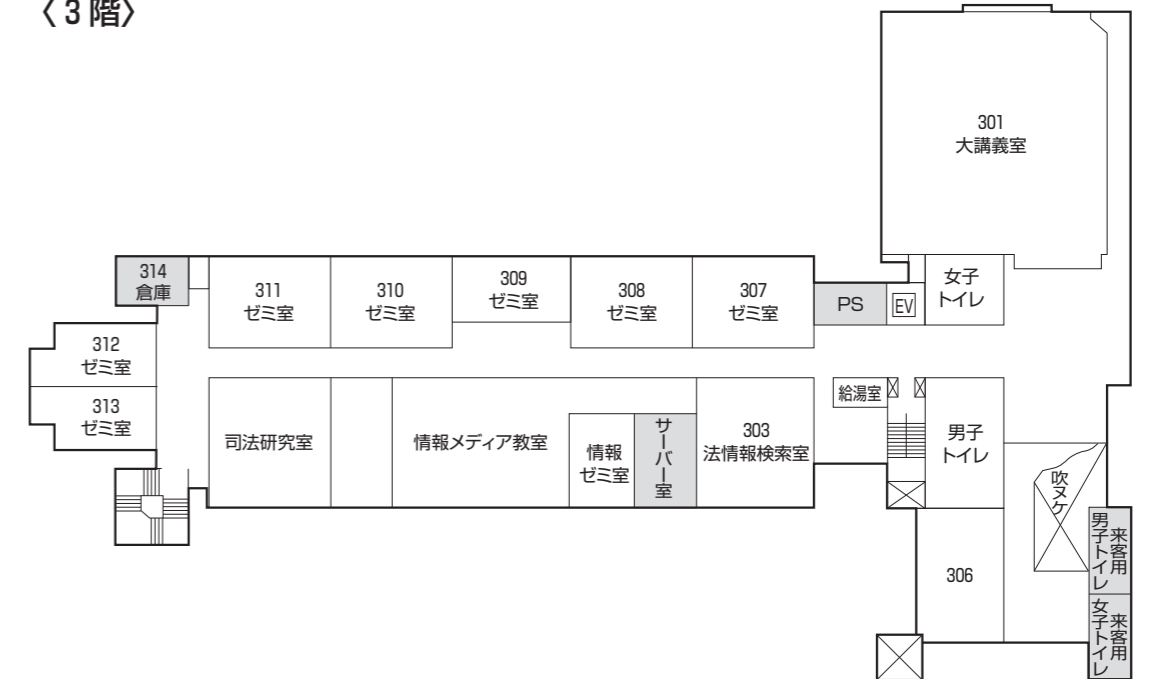 〈3階〉
301
大講義室
314
倉庫
311
ゼミ室
310
ゼミ室
309
ゼミ室
308
ゼミ室
307
ゼミ室
PS
EV
女子
トイレ
312
ゼミ室
313
ゼミ室
司法研究室
情報メディア教室
情報
ゼミ室
サーバー室
303
法情報検索室
給湯室
男子
トイレ
吹ヌケ
306
来客用
男子トイレ
来客用
女子トイレ